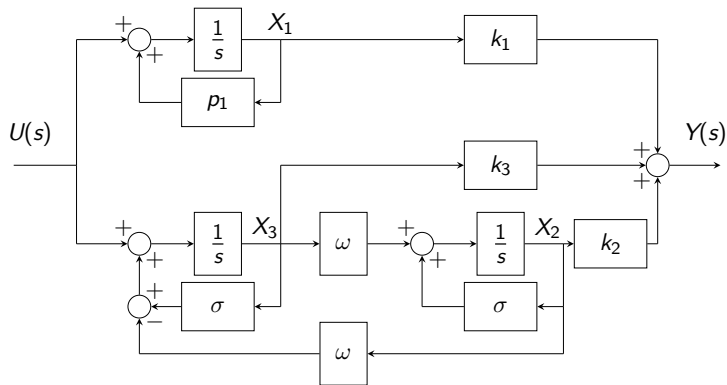 X₁
+
+
1/s
k₁
p₁
U(s)
Y(s)
+
+
+
k₃
+
+
1/s
X₃
ω
+
+
1/s
X₂
k₂
+
−
σ
σ
ω